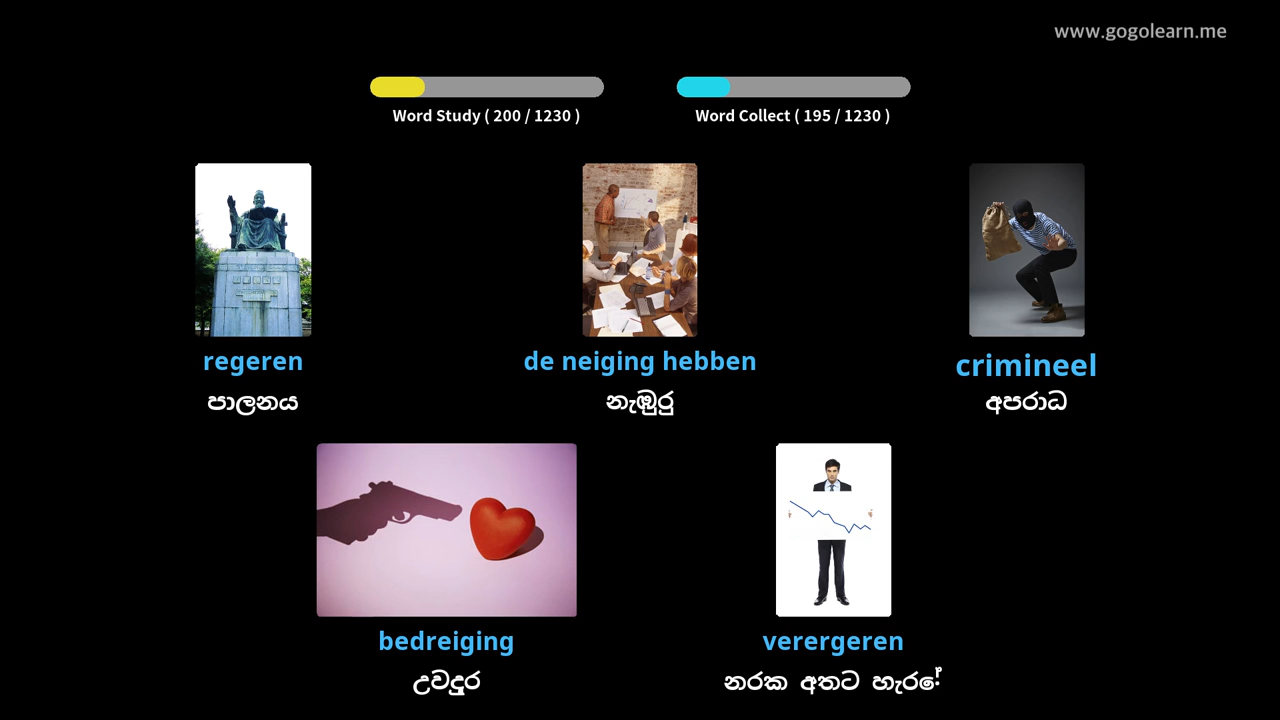 www.gogolearn.me
Word Study ( 200 / 1230 )
Word Collect ( 195 / 1230 )
regeren
de neiging hebben
crimineel
පාලනය
නැඹුරු
අපරාධ
bedreiging
verergeren
උවදුර
නරක අතට හැරේ